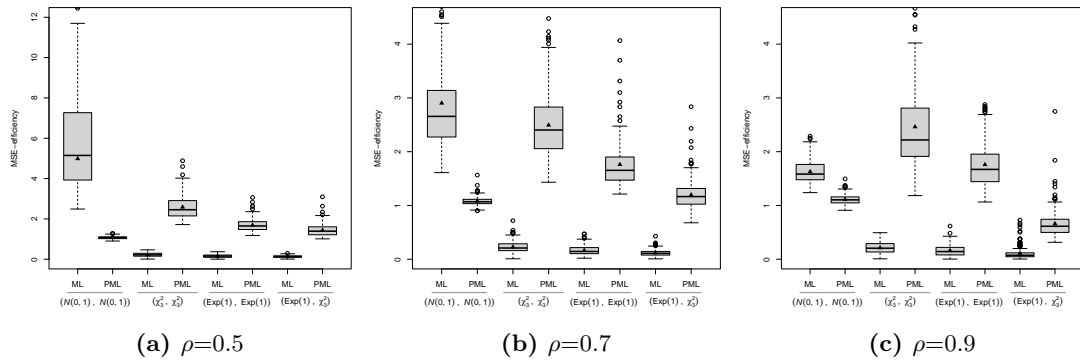 MSE−efficiency
12
10
8
6
4
2
0
ML PML ML PML ML PML ML PML
(N(0, 1) , N(0, 1)) (χ²₃ , χ²₃) (Exp(1) , Exp(1)) (Exp(1) , χ²₃)
(a) ρ=0.5
MSE−efficiency
4
3
2
1
0
ML PML ML PML ML PML ML PML
(N(0, 1) , N(0, 1)) (χ²₃ , χ²₃) (Exp(1) , Exp(1)) (Exp(1) , χ²₃)
(b) ρ=0.7
MSE−efficiency
4
3
2
1
0
ML PML ML PML ML PML ML PML
(N(0, 1) , N(0, 1)) (χ²₃ , χ²₃) (Exp(1) , Exp(1)) (Exp(1) , χ²₃)
(c) ρ=0.9